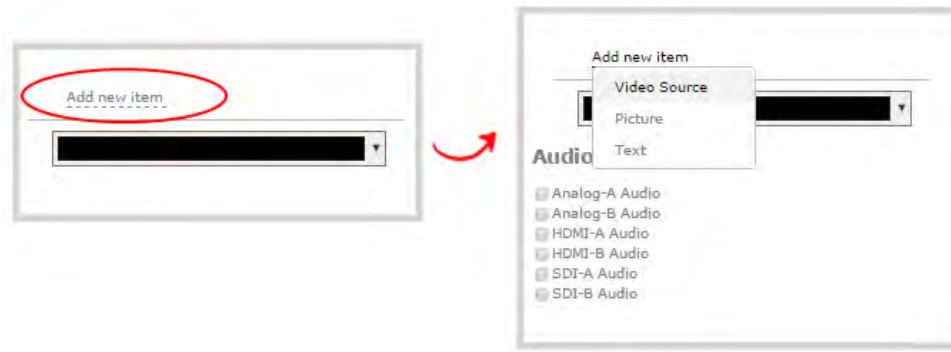 Add new item
Add new item
Video Source
Picture
Text
Audio
Analog-A Audio
Analog-B Audio
HDMI-A Audio
HDMI-B Audio
SDI-A Audio
SDI-B Audio